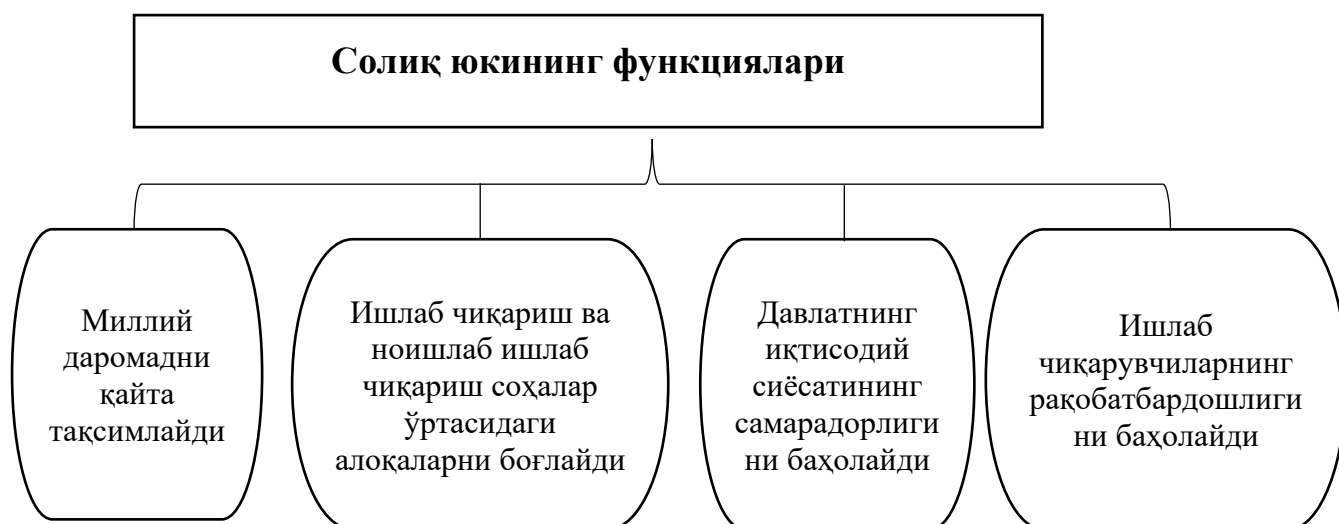 Солиқ юкининг функциялари
Миллий
даромадни
қайта
тақсимлайди
Ишлаб чиқариш ва
ноишлаб ишлаб
чиқариш соҳалар
ўртасидаги
алоқаларни боғлайди
Давлатнинг
иқтисодий
сиёсатининг
самарадорлиги
ни баҳолайди
Ишлаб
чиқарувчиларнинг
рақобатбардошлиги
ни баҳолайди